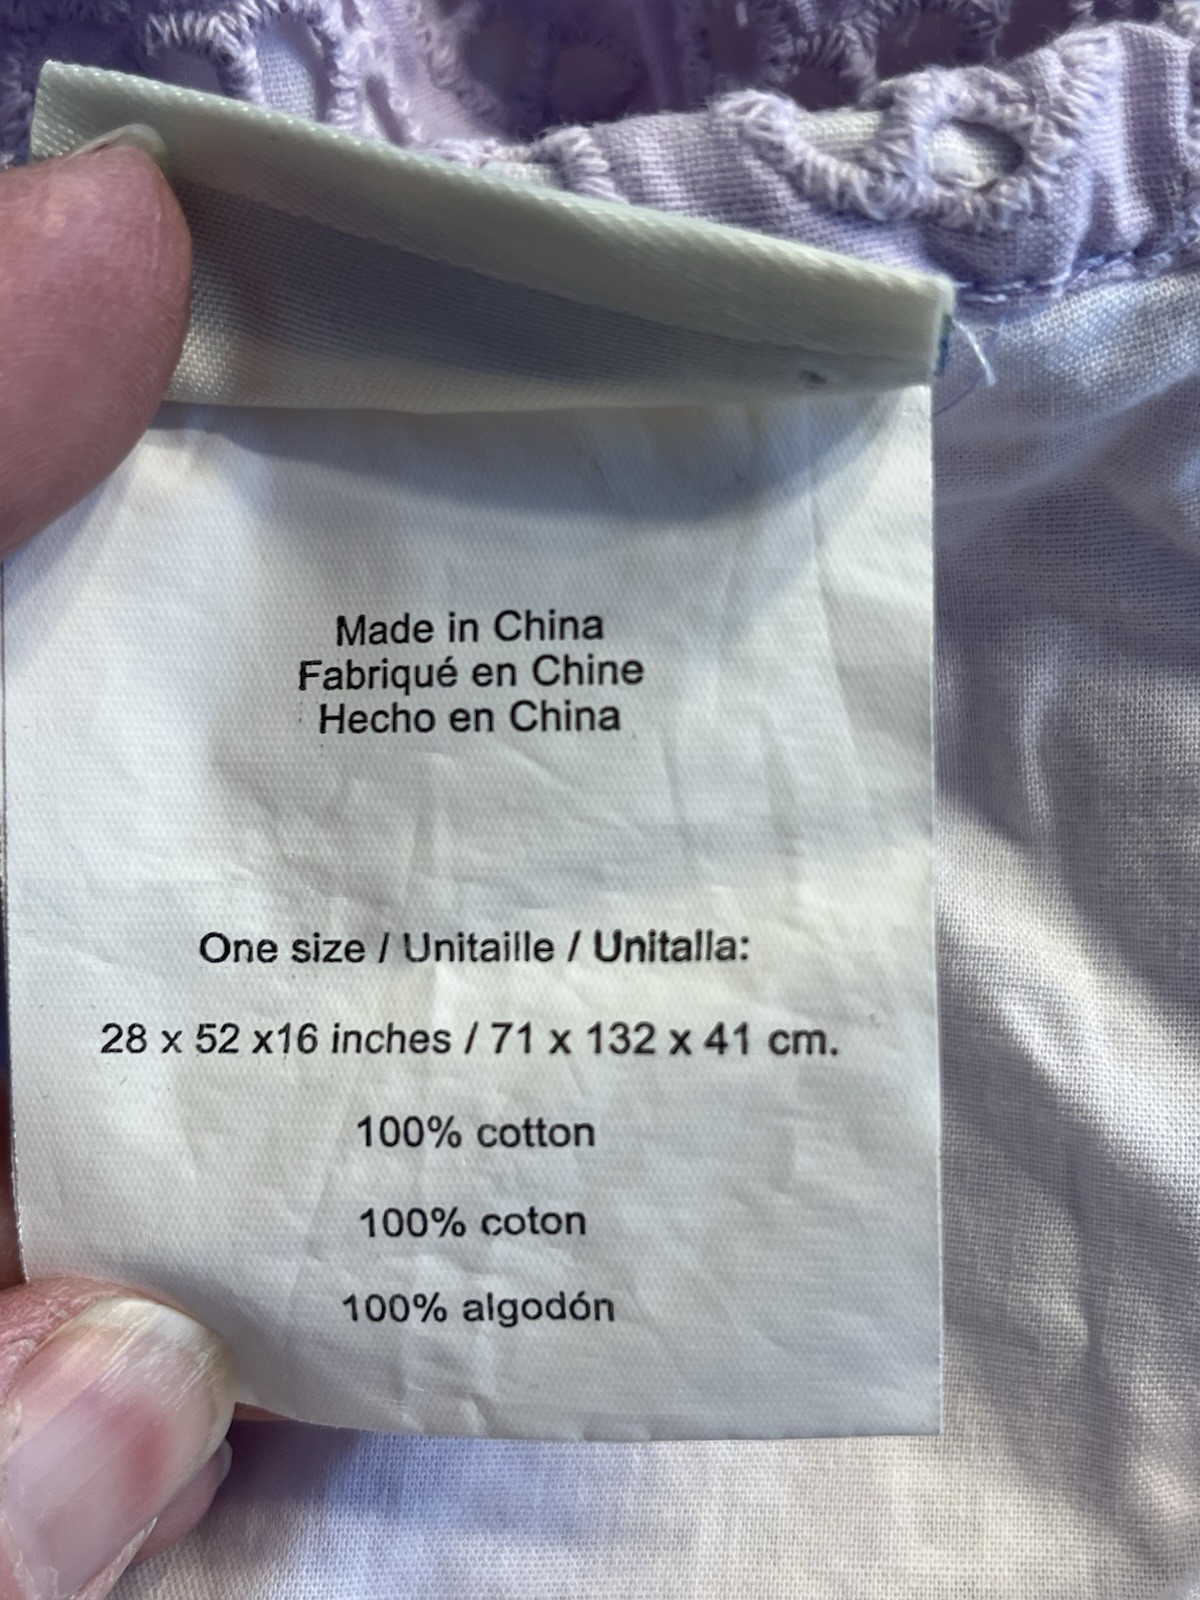 Made in China
Fabriqué en Chine
Hecho en China
One size / Unitaille / Unitalla:
28 x 52 x16 inches / 71 x 132 x 41 cm.
100% cotton
100% coton
100% algodón